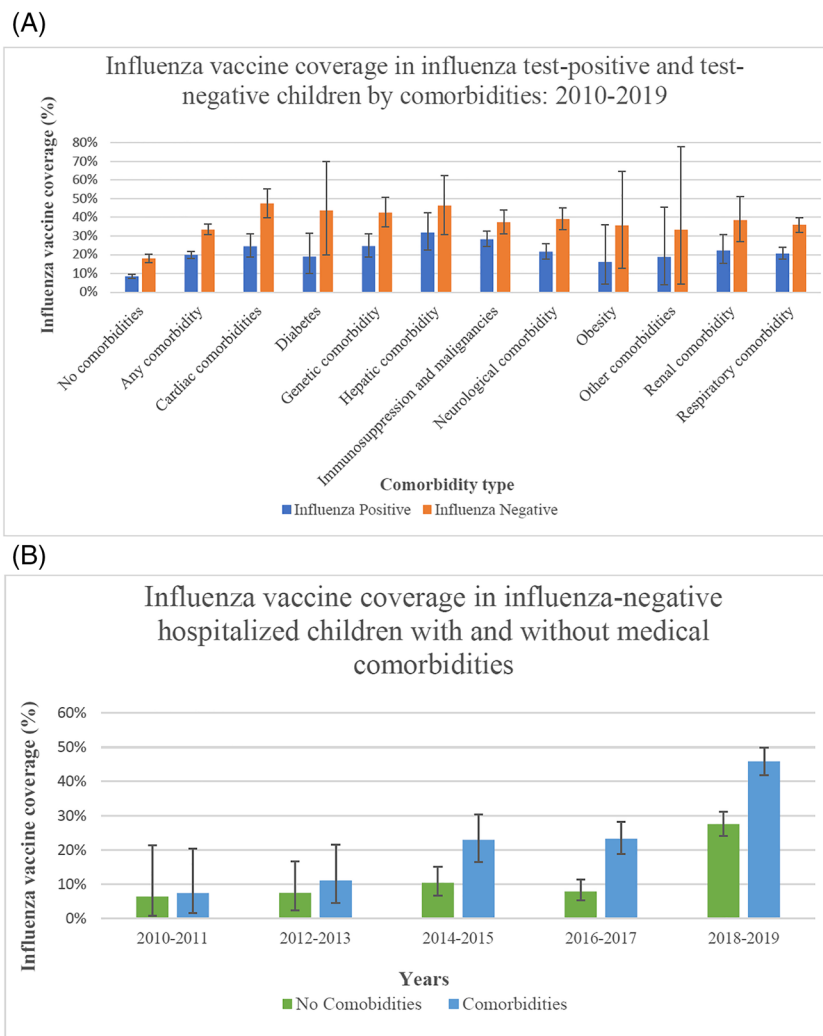 (A)
Influenza vaccine coverage in influenza test-positive and test-
negative children by comorbidities: 2010-2019
Influenza vaccine coverage (%)
80%
70%
60%
50%
40%
30%
20%
10%
0%
No comorbidities
Any comorbidity
Cardiac comorbidities
Diabetes
Genetic comorbidity
Hepatic comorbidity
Immunosuppression and malignancies
Neurological comorbidity
Obesity
Other comorbidities
Renal comorbidity
Respiratory comorbidity
Comorbidity type
Influenza Positive Influenza Negative
(B)
Influenza vaccine coverage in influenza-negative
hospitalized children with and without medical
comorbidities
Influenza vaccine coverage (%)
60%
50%
40%
30%
20%
10%
0%
2010-2011 2012-2013 2014-2015 2016-2017 2018-2019
Years
No Comobidities Comorbidities